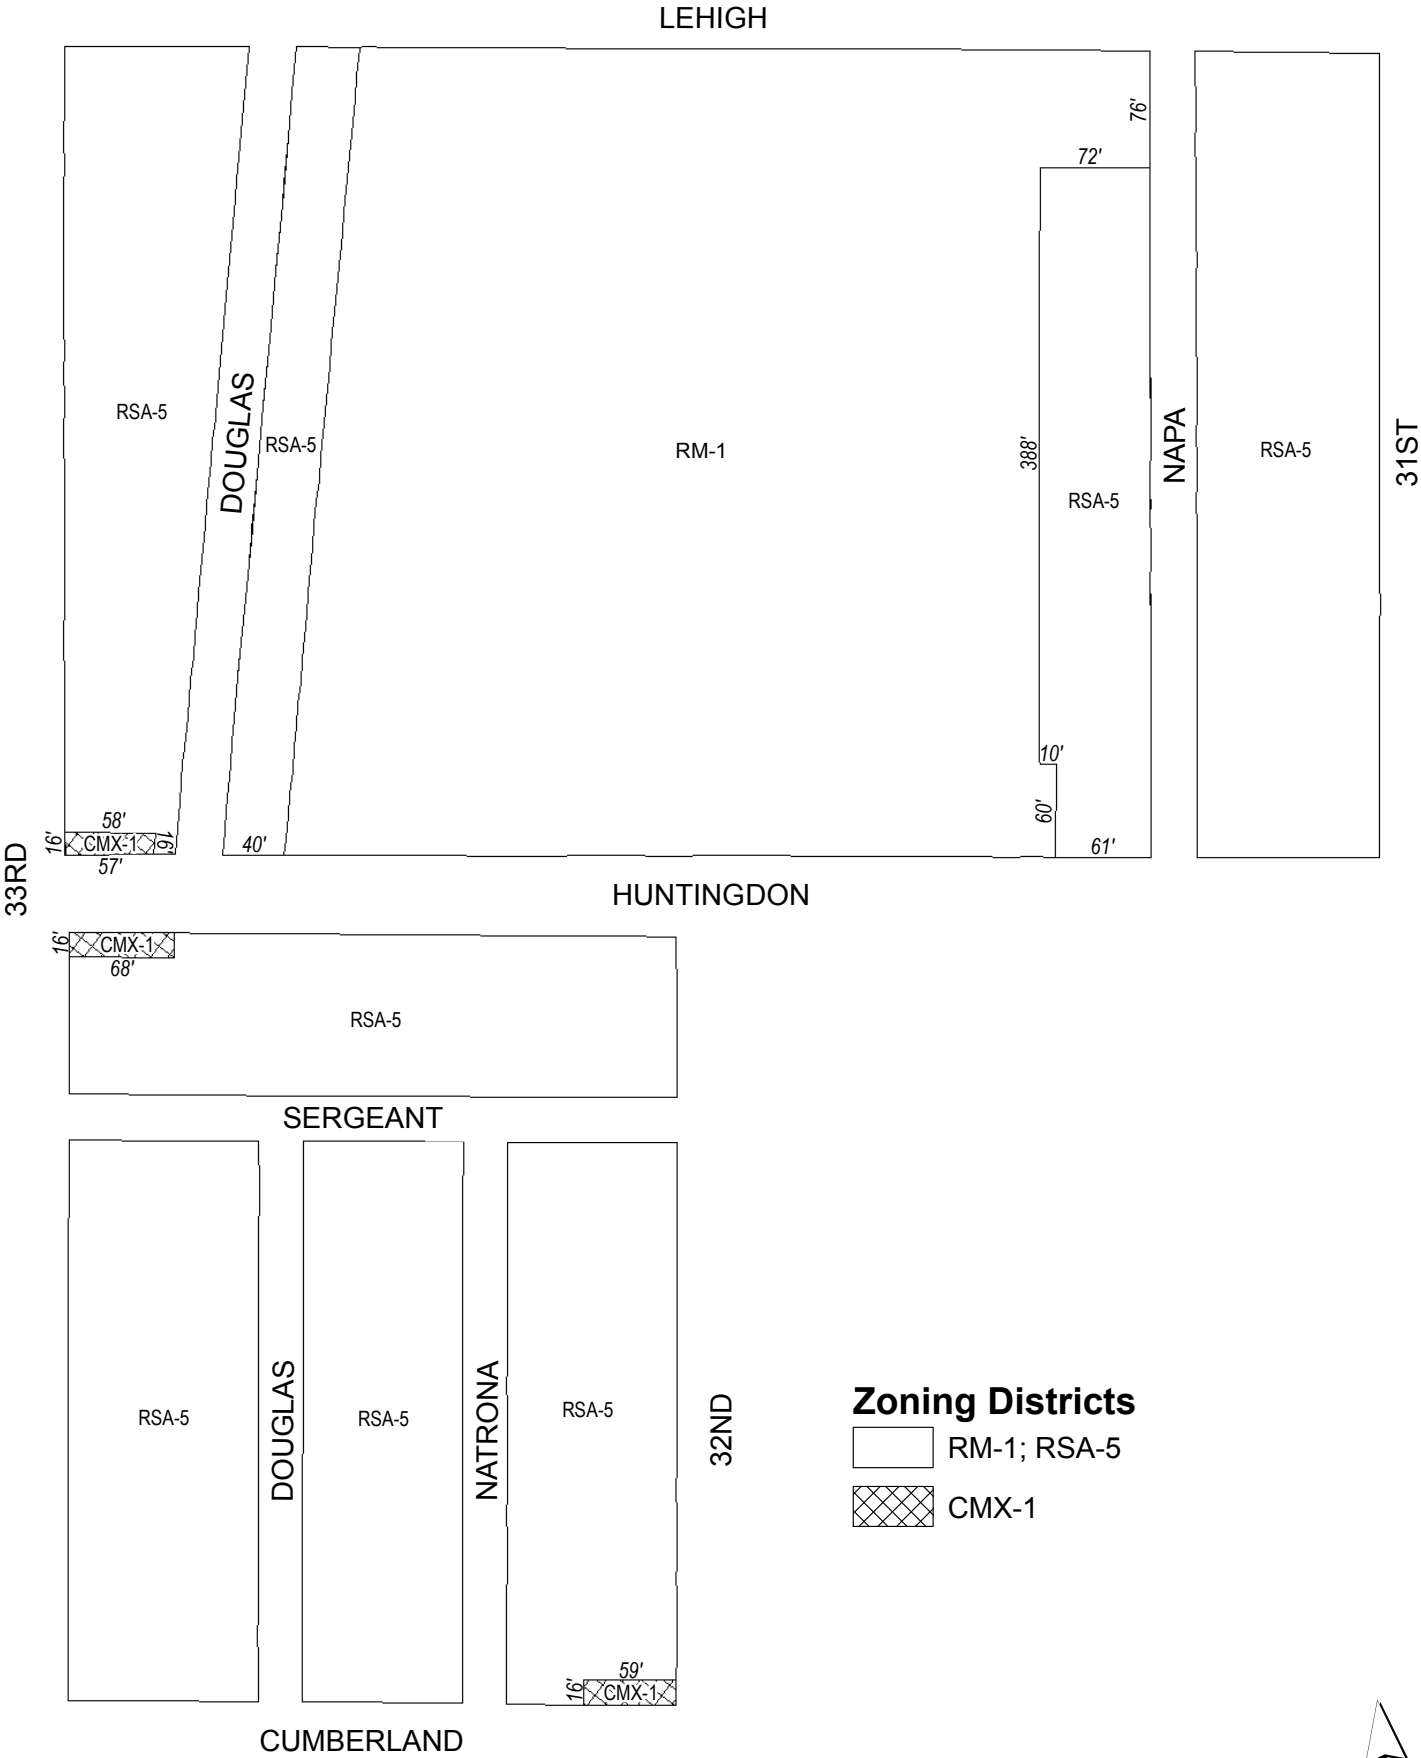 LEHIGH
76'
72'
RSA-5
DOUGLAS
RSA-5
RM-1
388'
RSA-5
NAPA
RSA-5
31ST
10'
60'
58'
16'
CMX-1
16'
57'
40'
61'
33RD
HUNTINGDON
16'
CMX-1
68'
RSA-5
SERGEANT
RSA-5
DOUGLAS
RSA-5
NATRONA
RSA-5
32ND
Zoning Districts
RM-1; RSA-5
CMX-1
59'
16'
CMX-1
CUMBERLAND